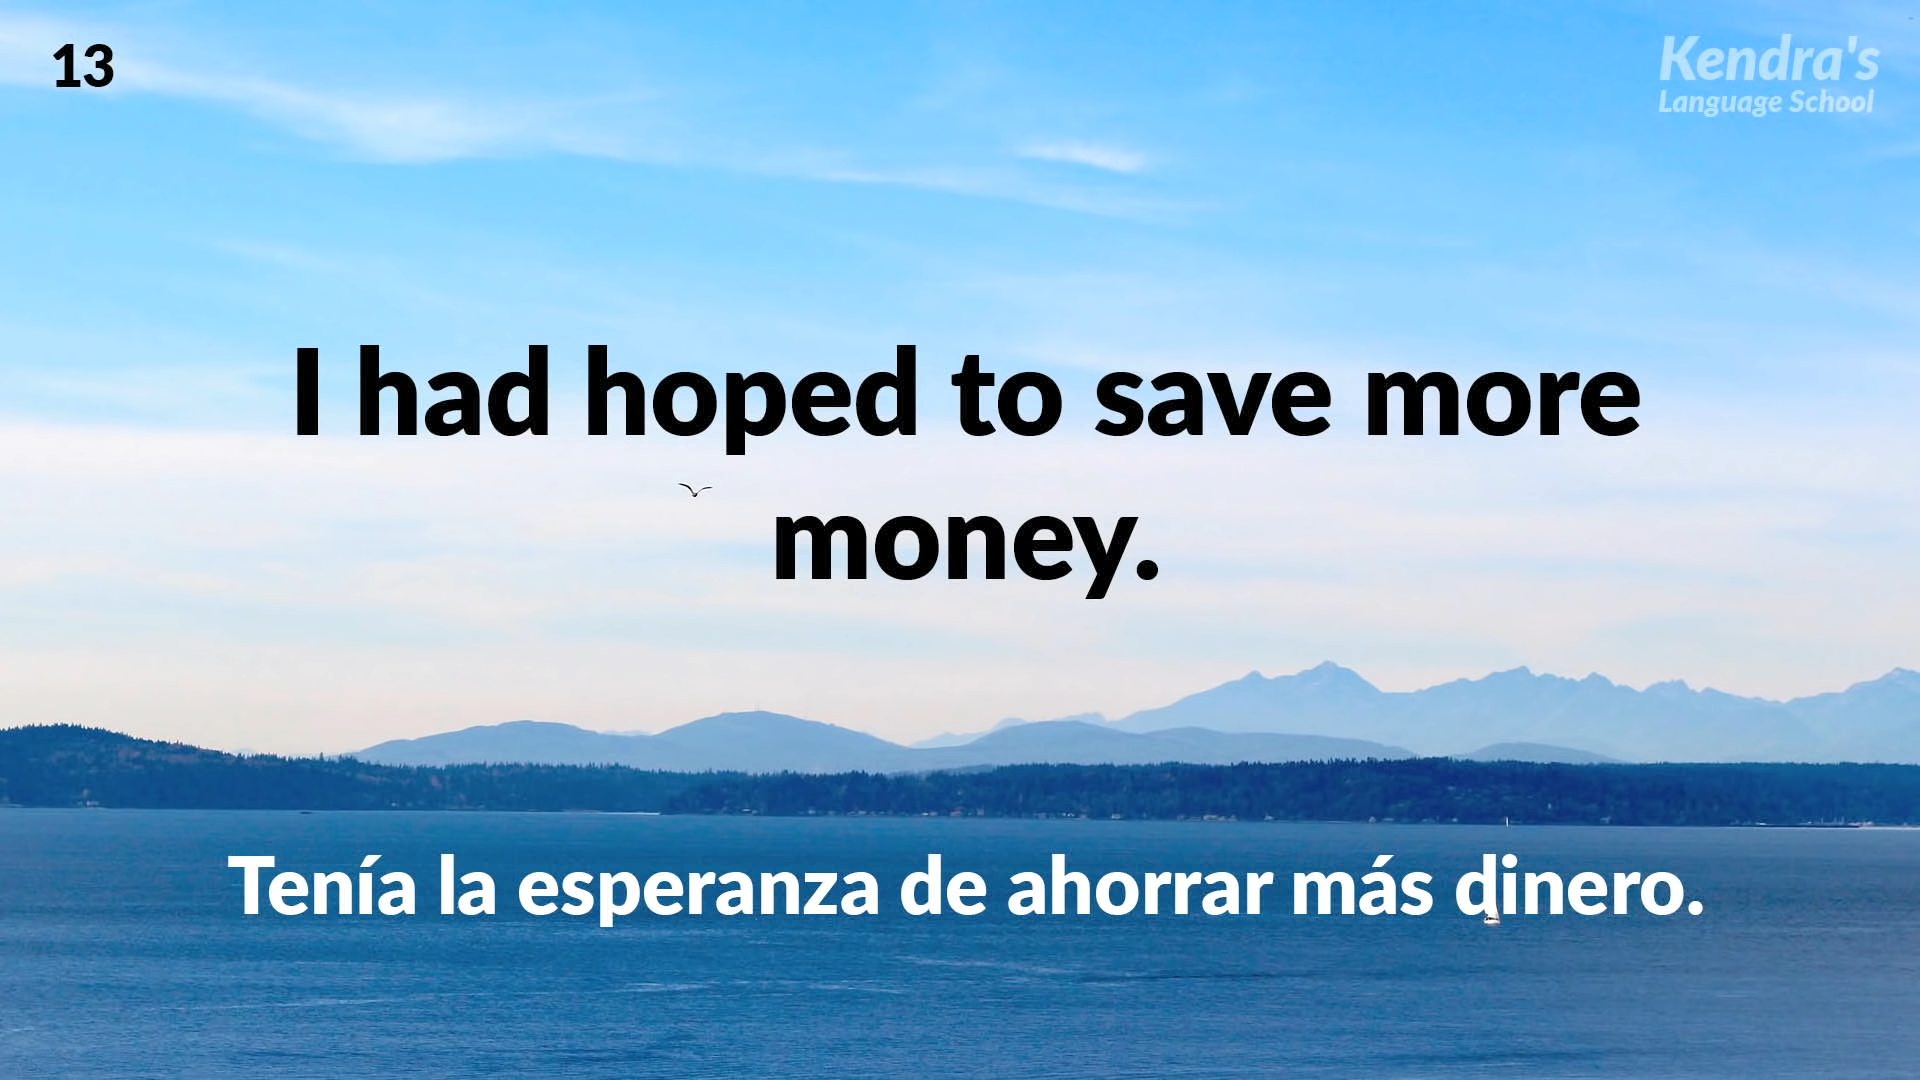 13
Kendra's
Language School
I had hoped to save more
money.
Tenía la esperanza de ahorrar más dinero.